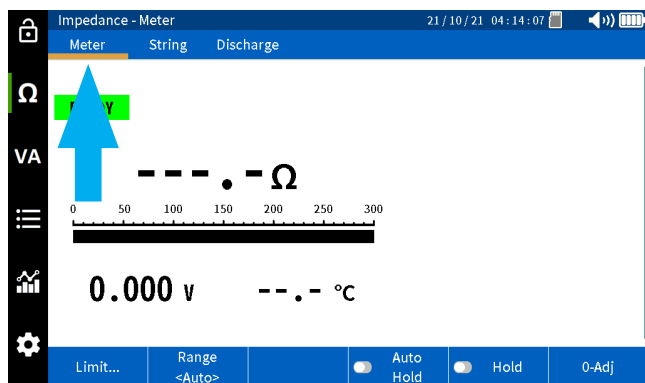 Impedance - Meter 21/10/21 04:14:07
Meter String Discharge
Ω
VA
---.-Ω
0 50 100 150 200 250 300
0.000 V --.- °C
Limit... Range <Auto> Auto Hold Hold 0-Adj